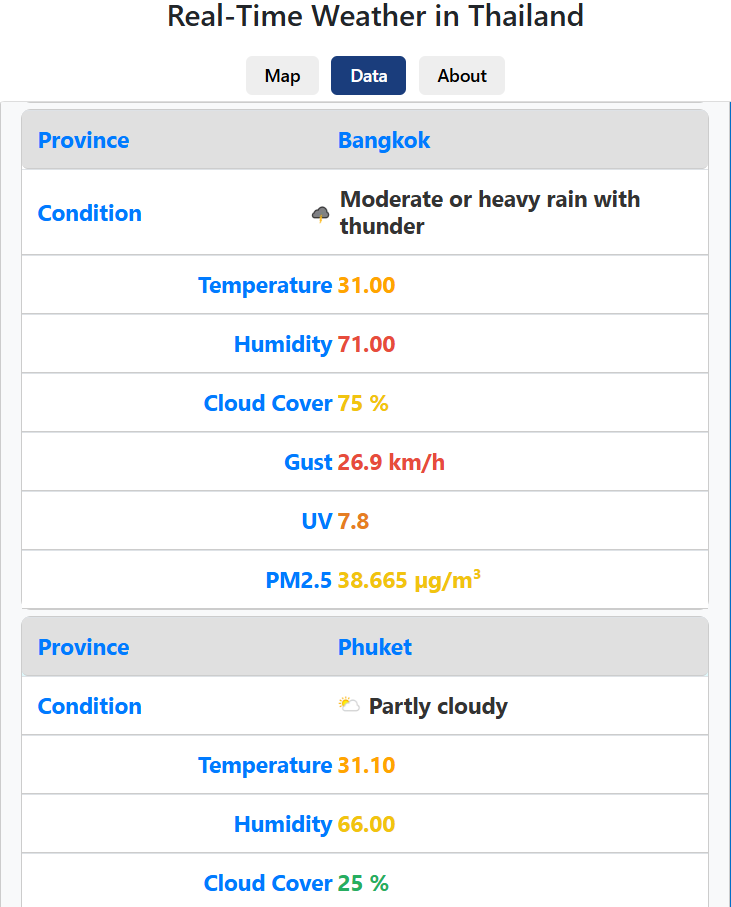 Real-Time Weather in Thailand
Map Data About
Province Bangkok
Condition Moderate or heavy rain with
thunder
Temperature 31.00
Humidity 71.00
Cloud Cover 75 %
Gust 26.9 km/h
UV 7.8
PM2.5 38.665 µg/m³
Province Phuket
Condition Partly cloudy
Temperature 31.10
Humidity 66.00
Cloud Cover 25 %